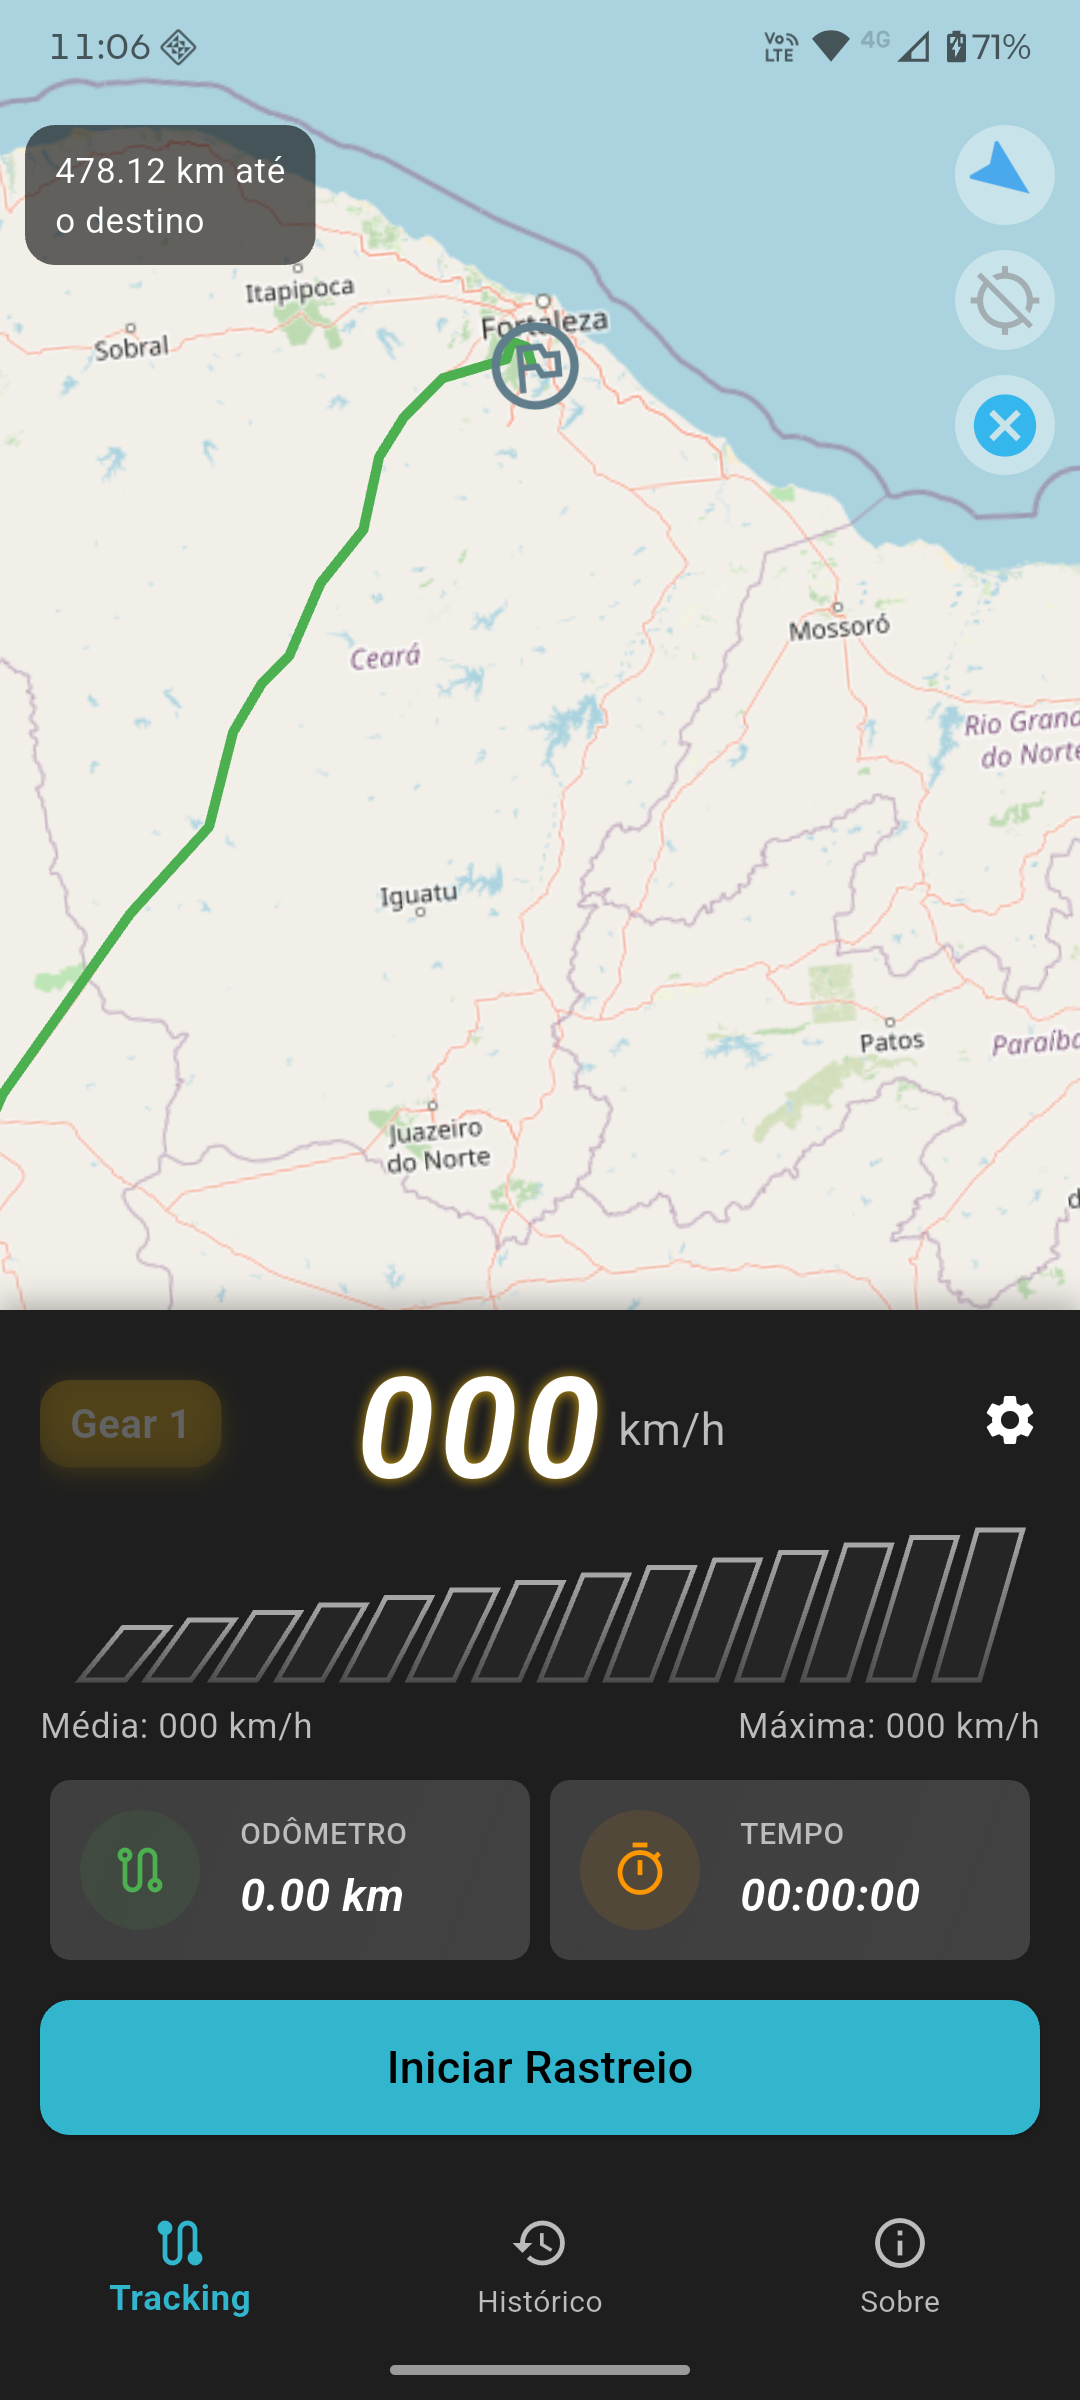 11:06
Vo LTE 4G 71%
478.12 km até
o destino
Itapipoca
Fortaleza
Sobral
Mossoró
Ceará
Rio Grand
do Norte
Iguatu
Patos
Paraíba
Juazeiro
do Norte
d
Gear 1
000 km/h
Média: 000 km/h
Máxima: 000 km/h
ODÔMETRO
0.00 km
TEMPO
00:00:00
Iniciar Rastreio
Tracking
Histórico
Sobre